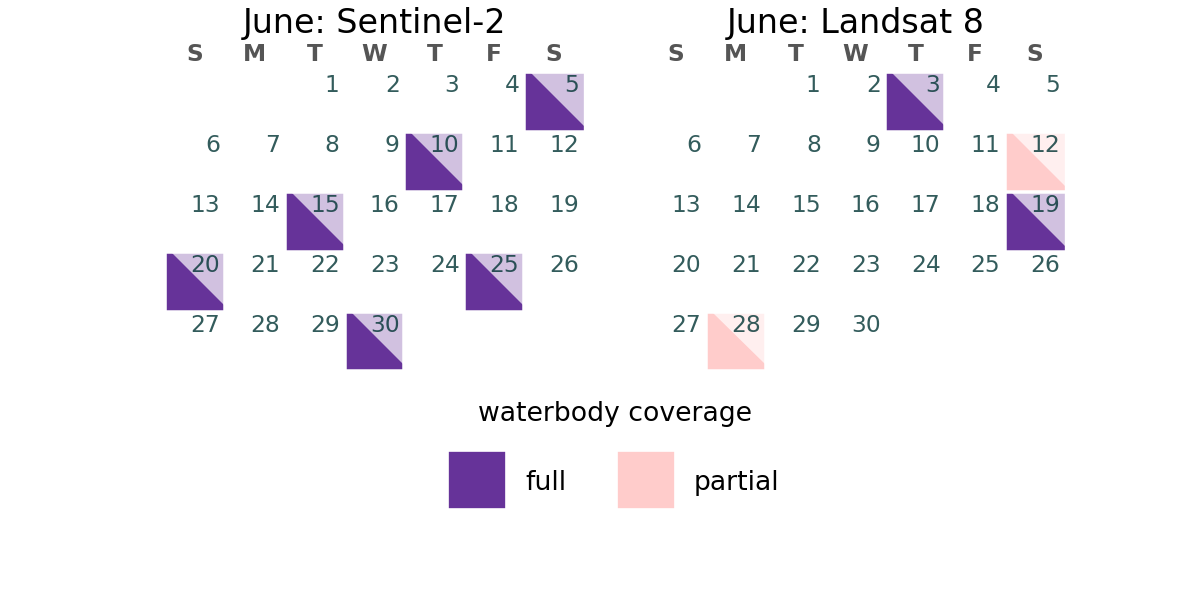 June: Sentinel-2
S M T W T F S
1 2 3 4 5
6 7 8 9 10 11 12
13 14 15 16 17 18 19
20 21 22 23 24 25 26
27 28 29 30
June: Landsat 8
S M T W T F S
1 2 3 4 5
6 7 8 9 10 11 12
13 14 15 16 17 18 19
20 21 22 23 24 25 26
27 28 29 30
waterbody coverage
full
partial